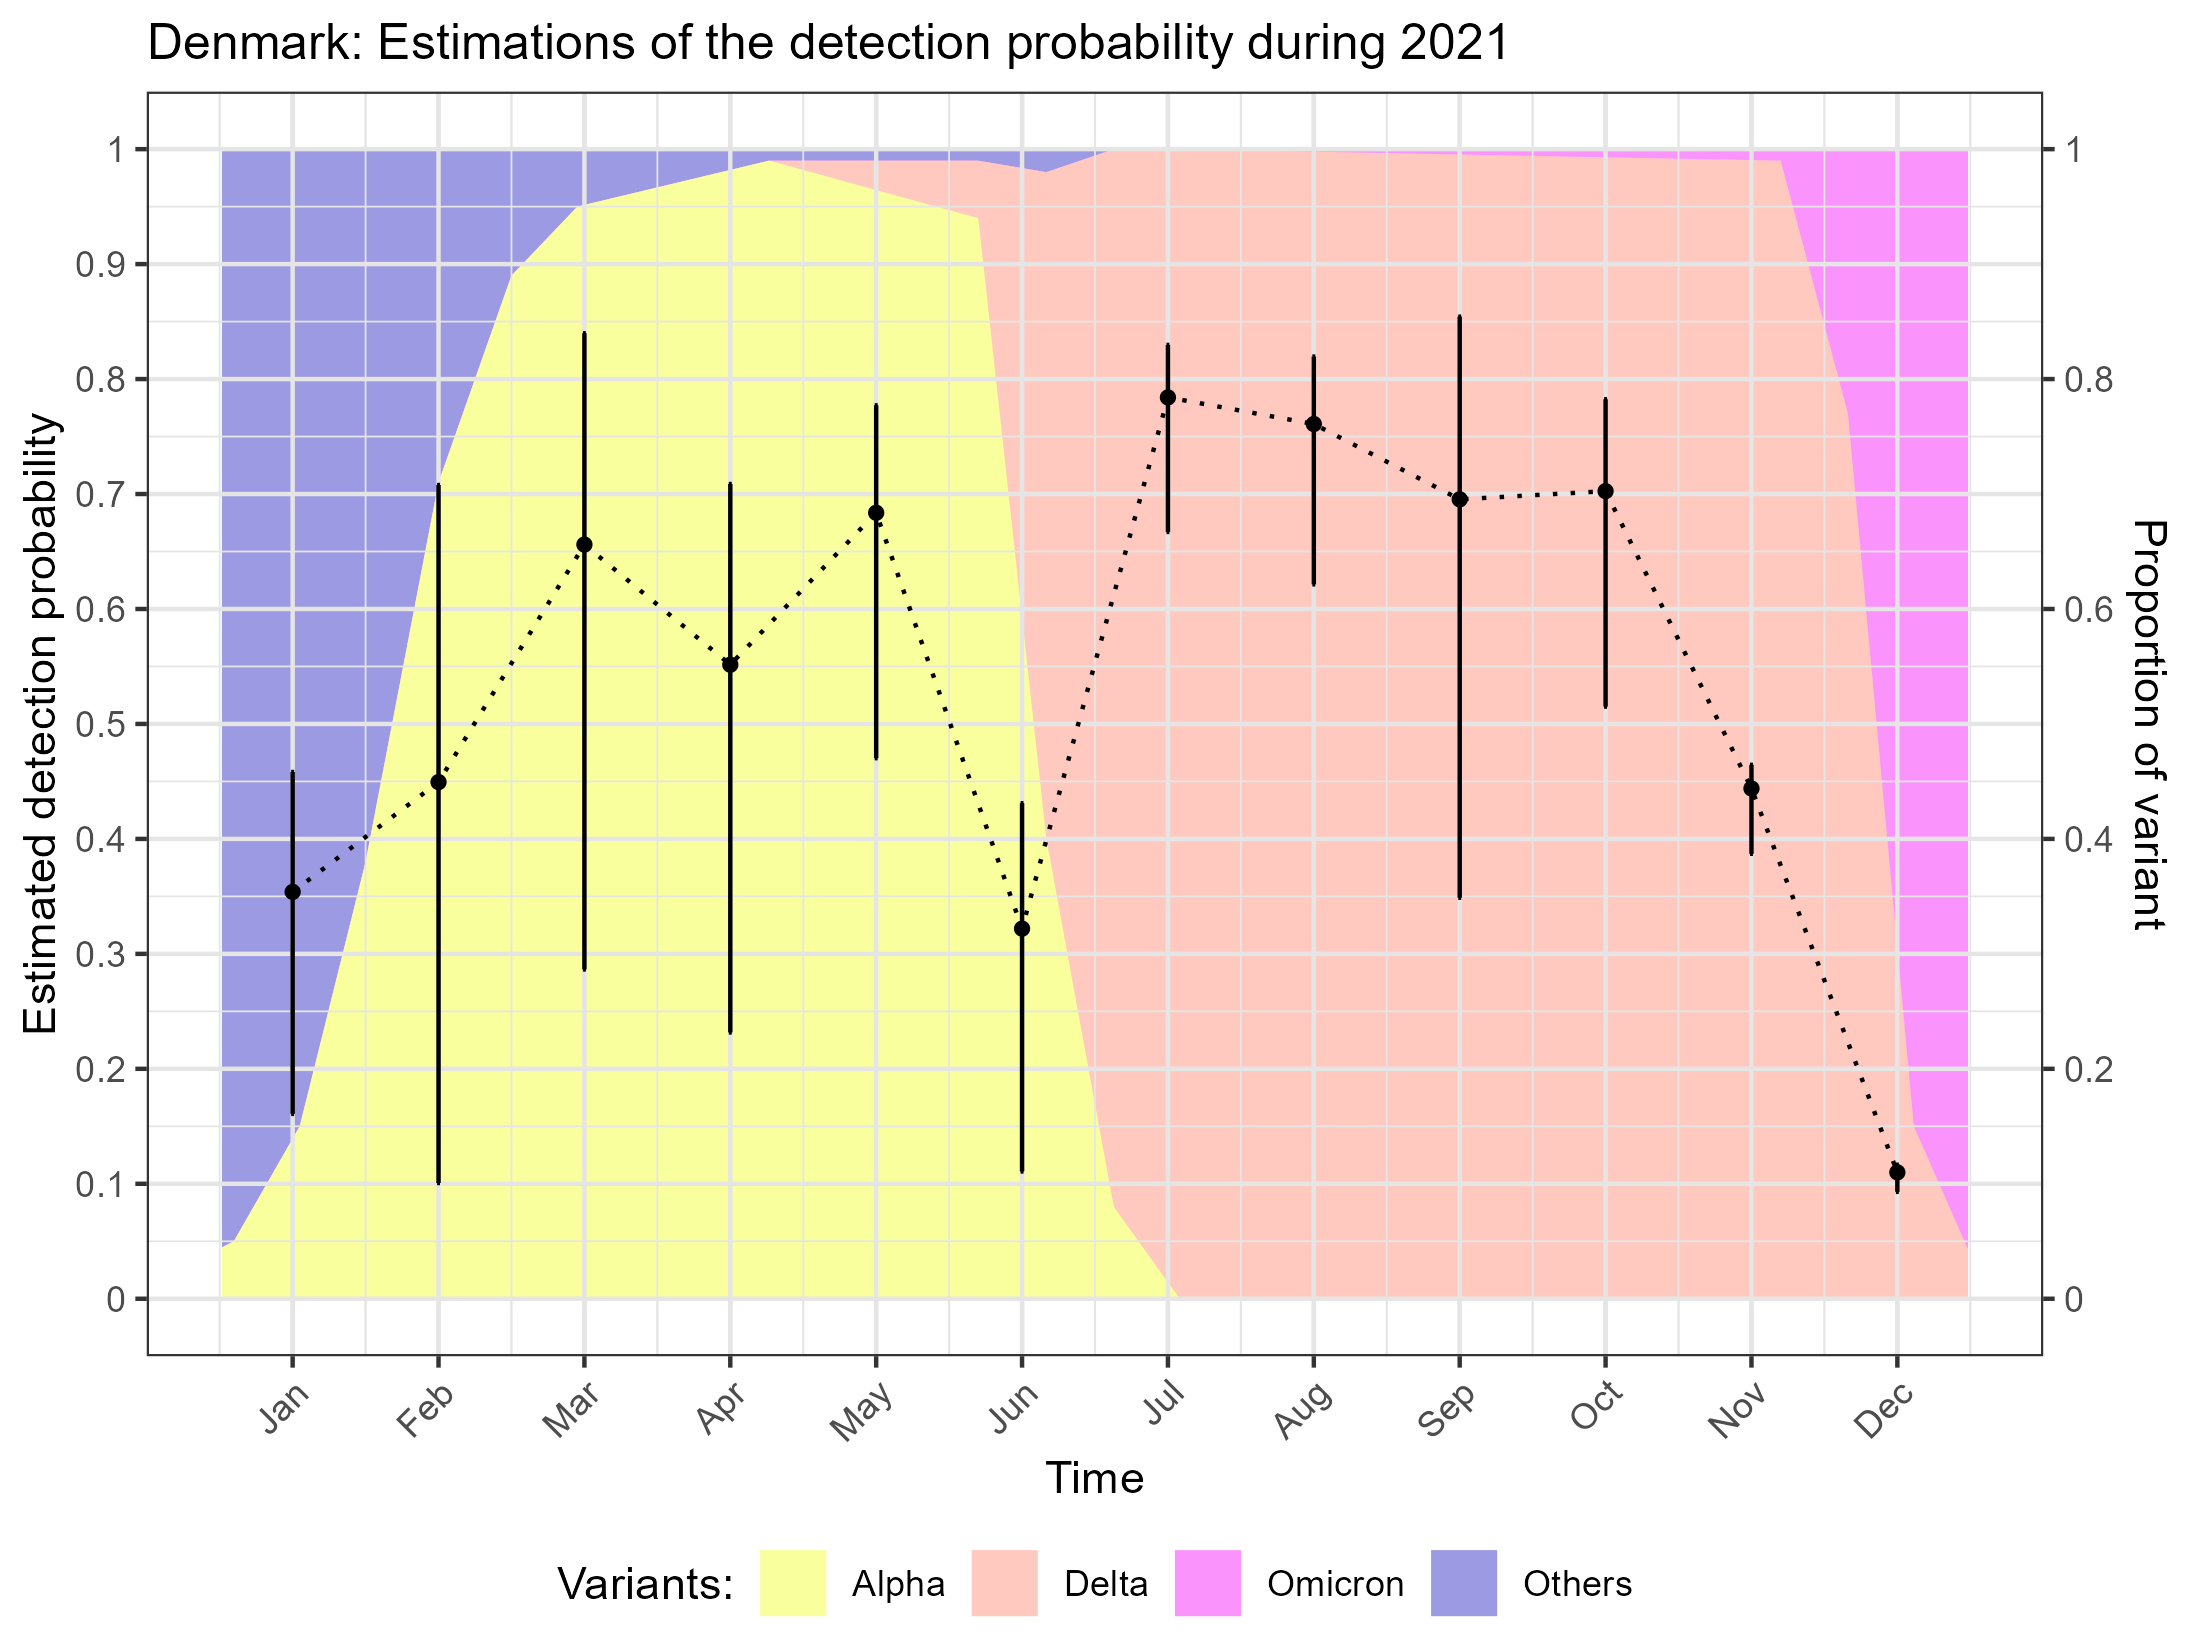 Denmark: Estimations of the detection probability during 2021
Estimated detection probability
1
0.9
0.8
0.7
0.6
0.5
0.4
0.3
0.2
0.1
0
1
0.8
0.6
0.4
0.2
0
Proportion of variant
Jan Feb Mar Apr May Jun Jul Aug Sep Oct Nov Dec
Time
Variants: Alpha Delta Omicron Others